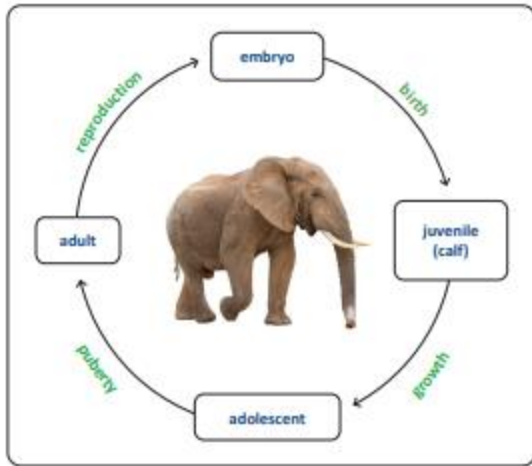 embryo
birth
juvenile
(calf)
growth
adolescent
puberty
adult
reproduction